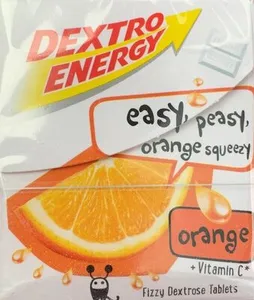 DEXTRO
ENERGY
easy, peasy,
orange squeezy
orange
+ Vitamin C*
Fizzy Dextrose Tablets